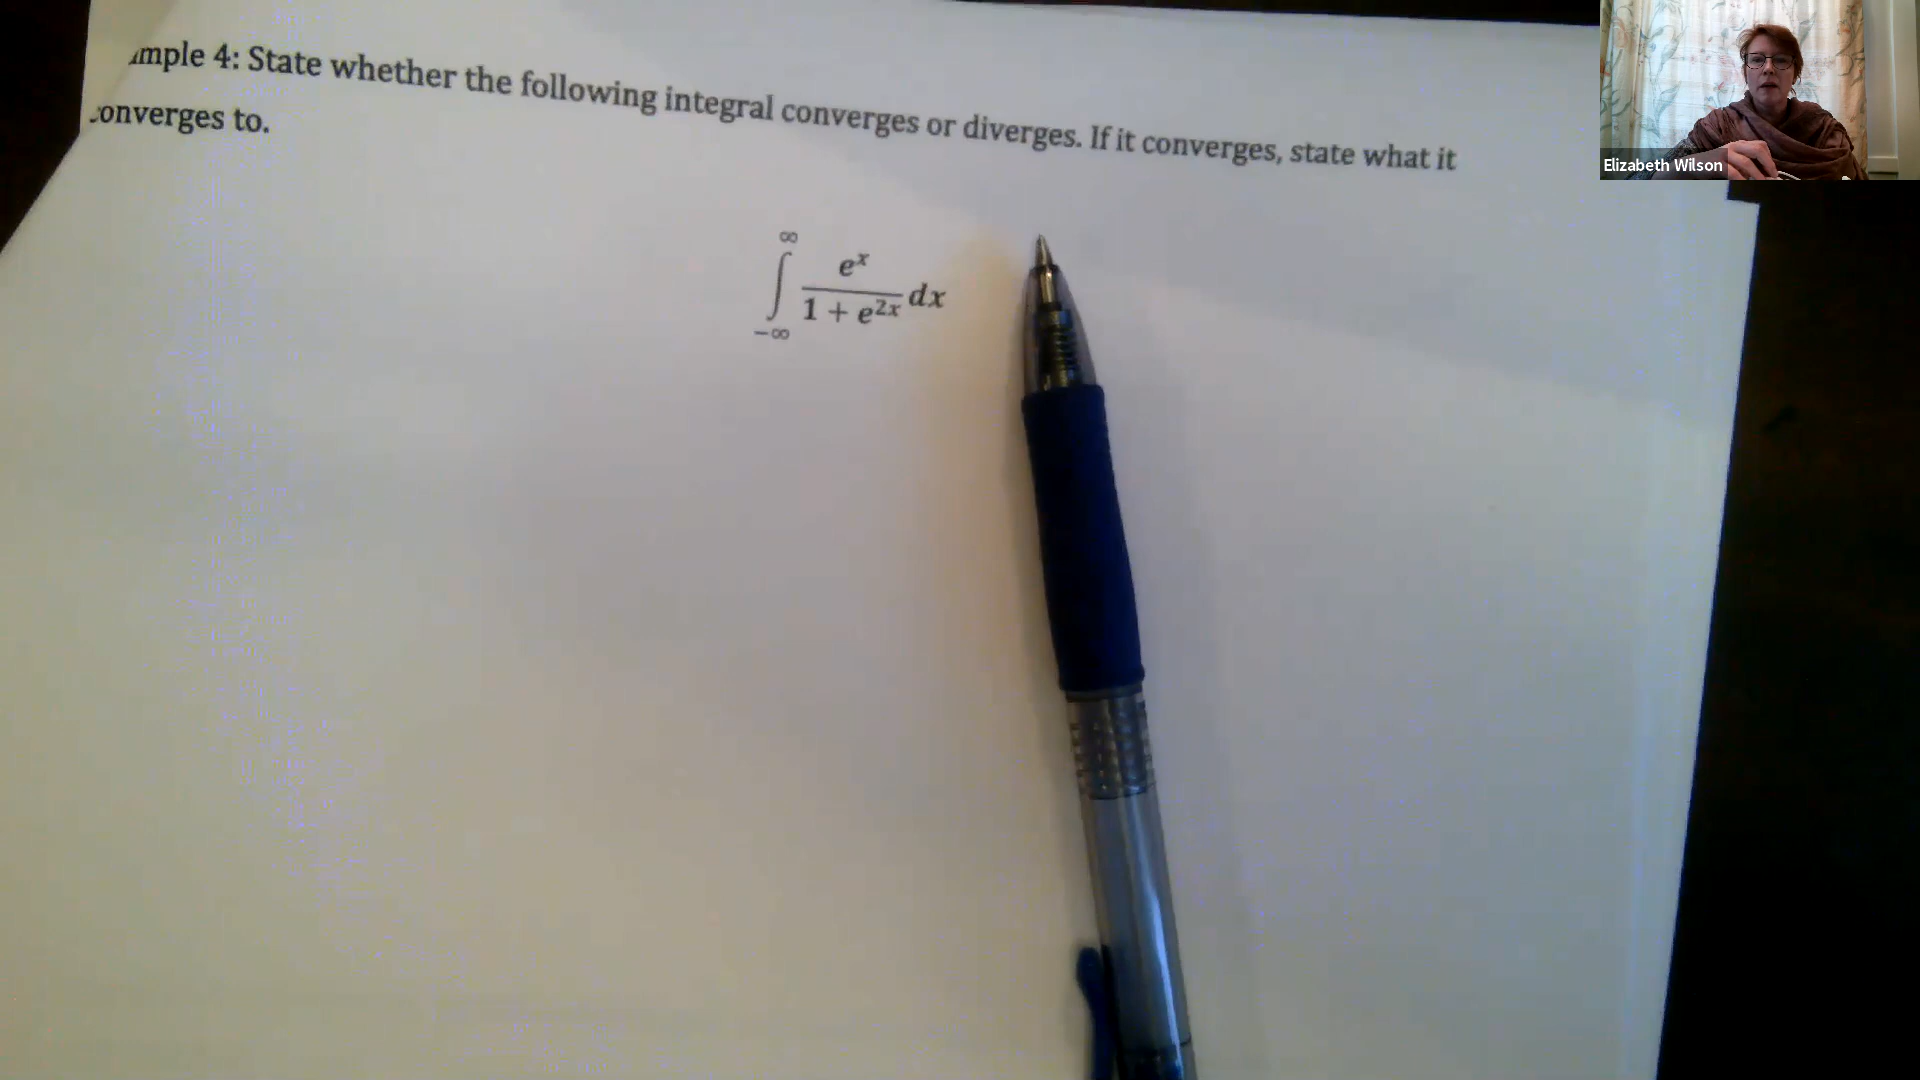 mple 4: State whether the following integral converges or diverges. If it converges, state what it
converges to.
∞
∫ e^x / (1 + e^{2x}) dx
−∞
Elizabeth Wilson